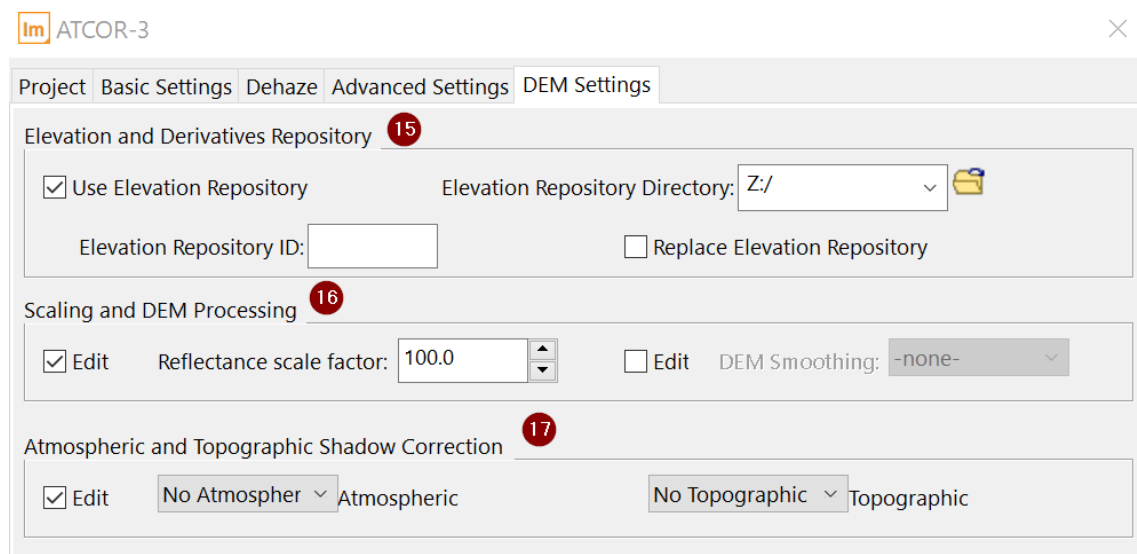 Im ATCOR-3
Project Basic Settings Dehaze Advanced Settings DEM Settings
Elevation and Derivatives Repository 15
Use Elevation Repository Elevation Repository Directory: Z:/
Elevation Repository ID: Replace Elevation Repository
Scaling and DEM Processing 16
Edit Reflectance scale factor: 100.0 Edit DEM Smoothing: -none-
Atmospheric and Topographic Shadow Correction 17
Edit No Atmospher Atmospheric No Topographic Topographic